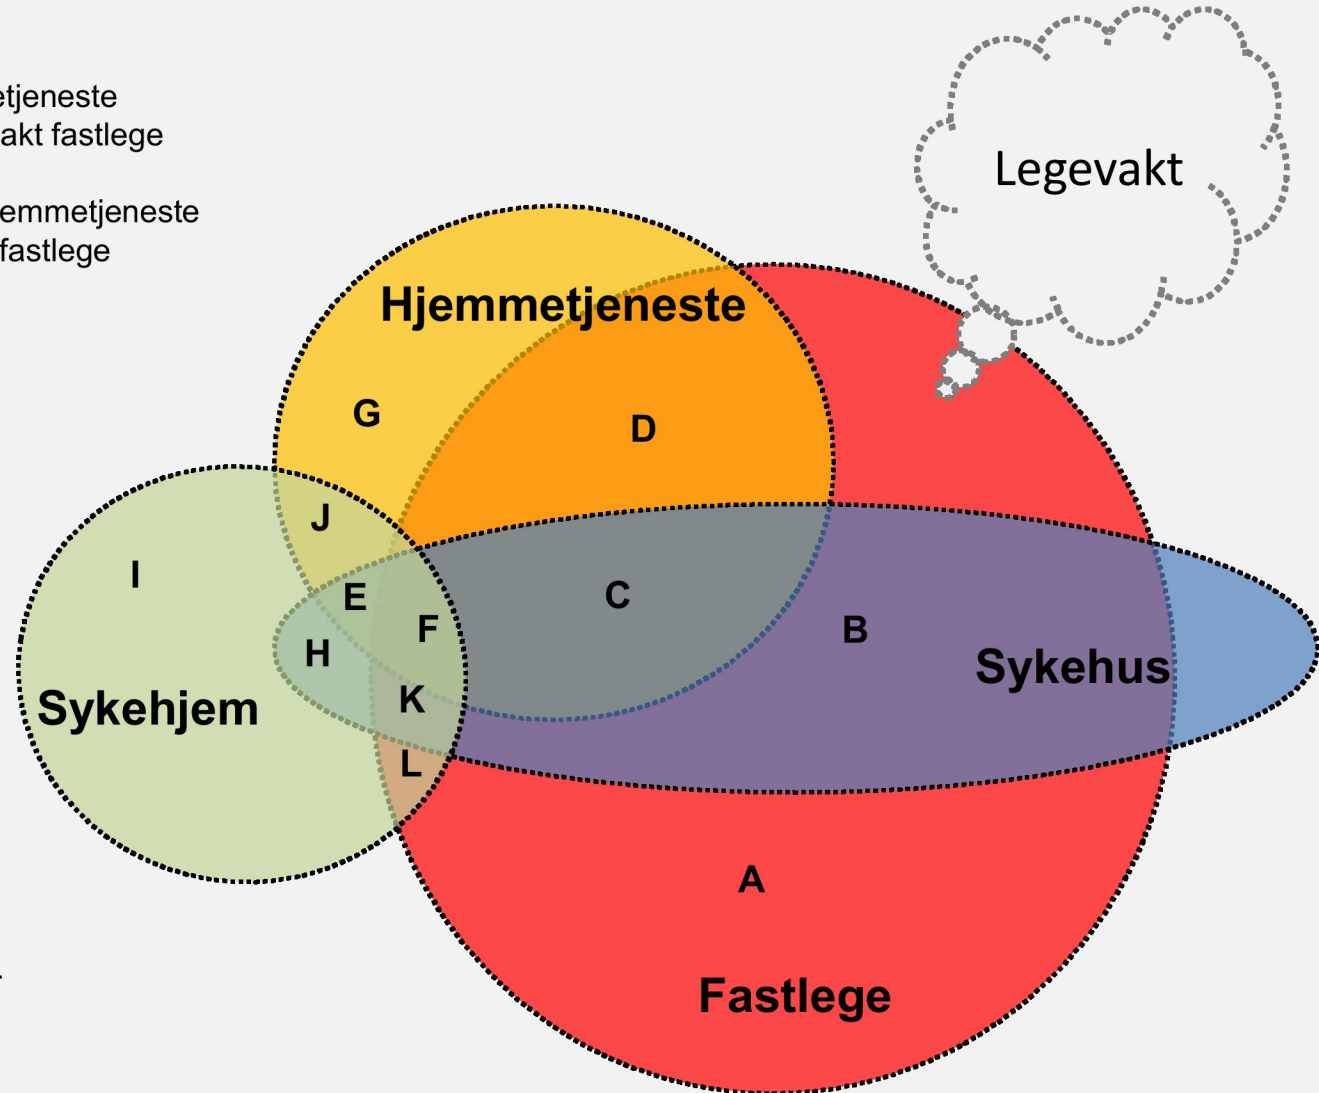 etjeneste
akt fastlege
Legevakt
emmetjeneste
fastlege
Hjemmetjeneste
G
D
J
I
E
C
F
B
H
Sykehus
K
Sykehjem
L
A
Fastlege